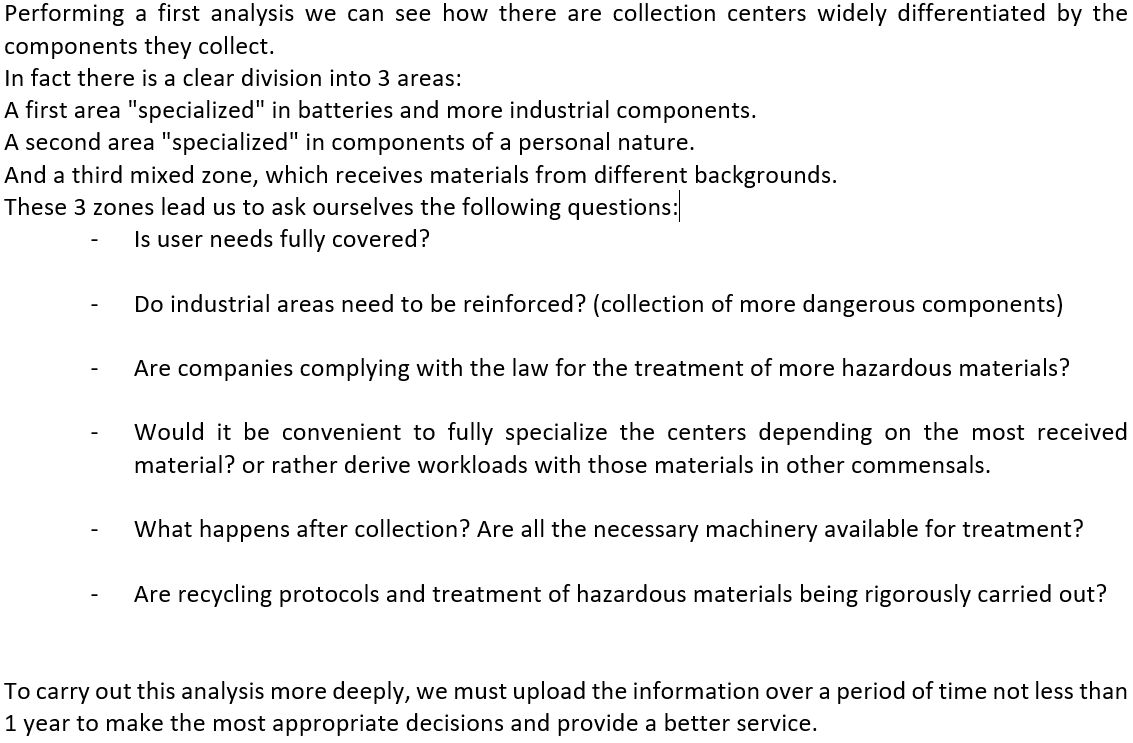 Performing a first analysis we can see how there are collection centers widely differentiated by the
components they collect.
In fact there is a clear division into 3 areas:
A first area "specialized" in batteries and more industrial components.
A second area "specialized" in components of a personal nature.
And a third mixed zone, which receives materials from different backgrounds.
These 3 zones lead us to ask ourselves the following questions:
- Is user needs fully covered?
- Do industrial areas need to be reinforced? (collection of more dangerous components)
- Are companies complying with the law for the treatment of more hazardous materials?
- Would it be convenient to fully specialize the centers depending on the most received
material? or rather derive workloads with those materials in other commensals.
- What happens after collection? Are all the necessary machinery available for treatment?
- Are recycling protocols and treatment of hazardous materials being rigorously carried out?
To carry out this analysis more deeply, we must upload the information over a period of time not less than
1 year to make the most appropriate decisions and provide a better service.